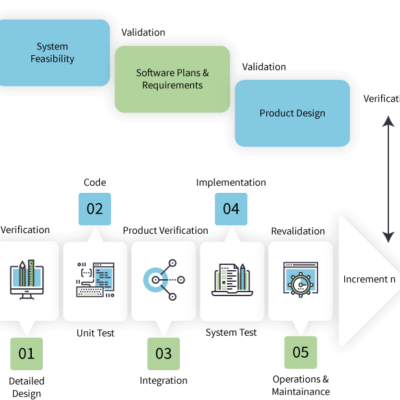 System
Feasibility
Validation
Software Plans &
Requirements
Validation
Product Design
Verificati
Code
Implementation
02
04
Verification
Product Verification
Revalidation
Increment n
Unit Test
System Test
01
03
05
Detailed
Design
Integration
Operations &
Maintainance